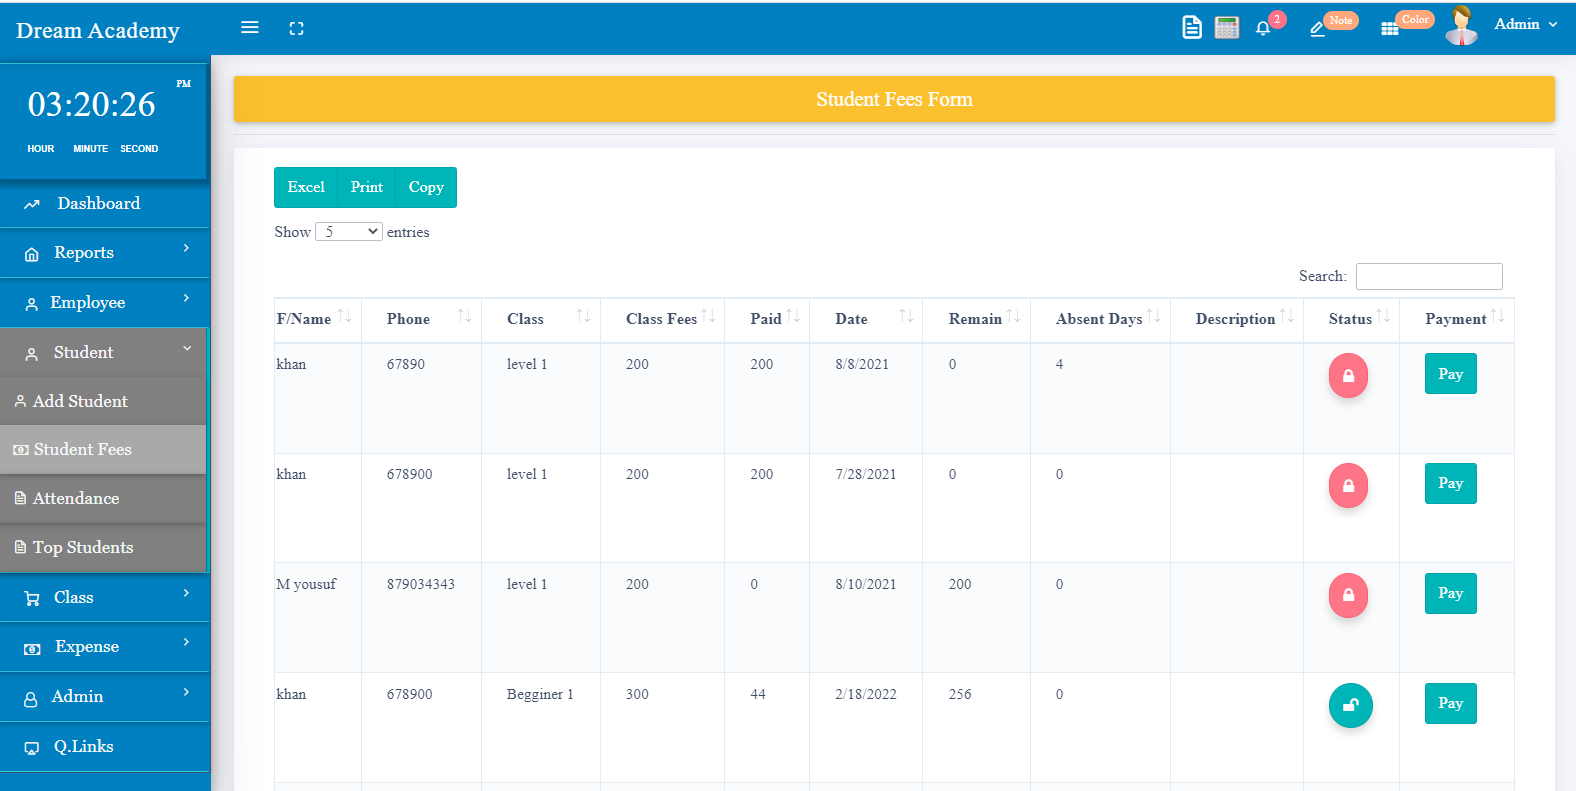 Dream Academy
2
Note
Color
Admin
03:20:26
PM
HOUR MINUTE SECOND
Dashboard
Reports
Employee
Student
Add Student
Student Fees
Attendance
Top Students
Class
Expense
Admin
Q.Links
Student Fees Form
Excel Print Copy
Show 5 entries
Search:
F/Name Phone Class Class Fees Paid Date Remain Absent Days Description Status Payment
khan 67890 level 1 200 200 8/8/2021 0 4 Pay
khan 678900 level 1 200 200 7/28/2021 0 0 Pay
M yousuf 879034343 level 1 200 0 8/10/2021 200 0 Pay
khan 678900 Begginer 1 300 44 2/18/2022 256 0 Pay